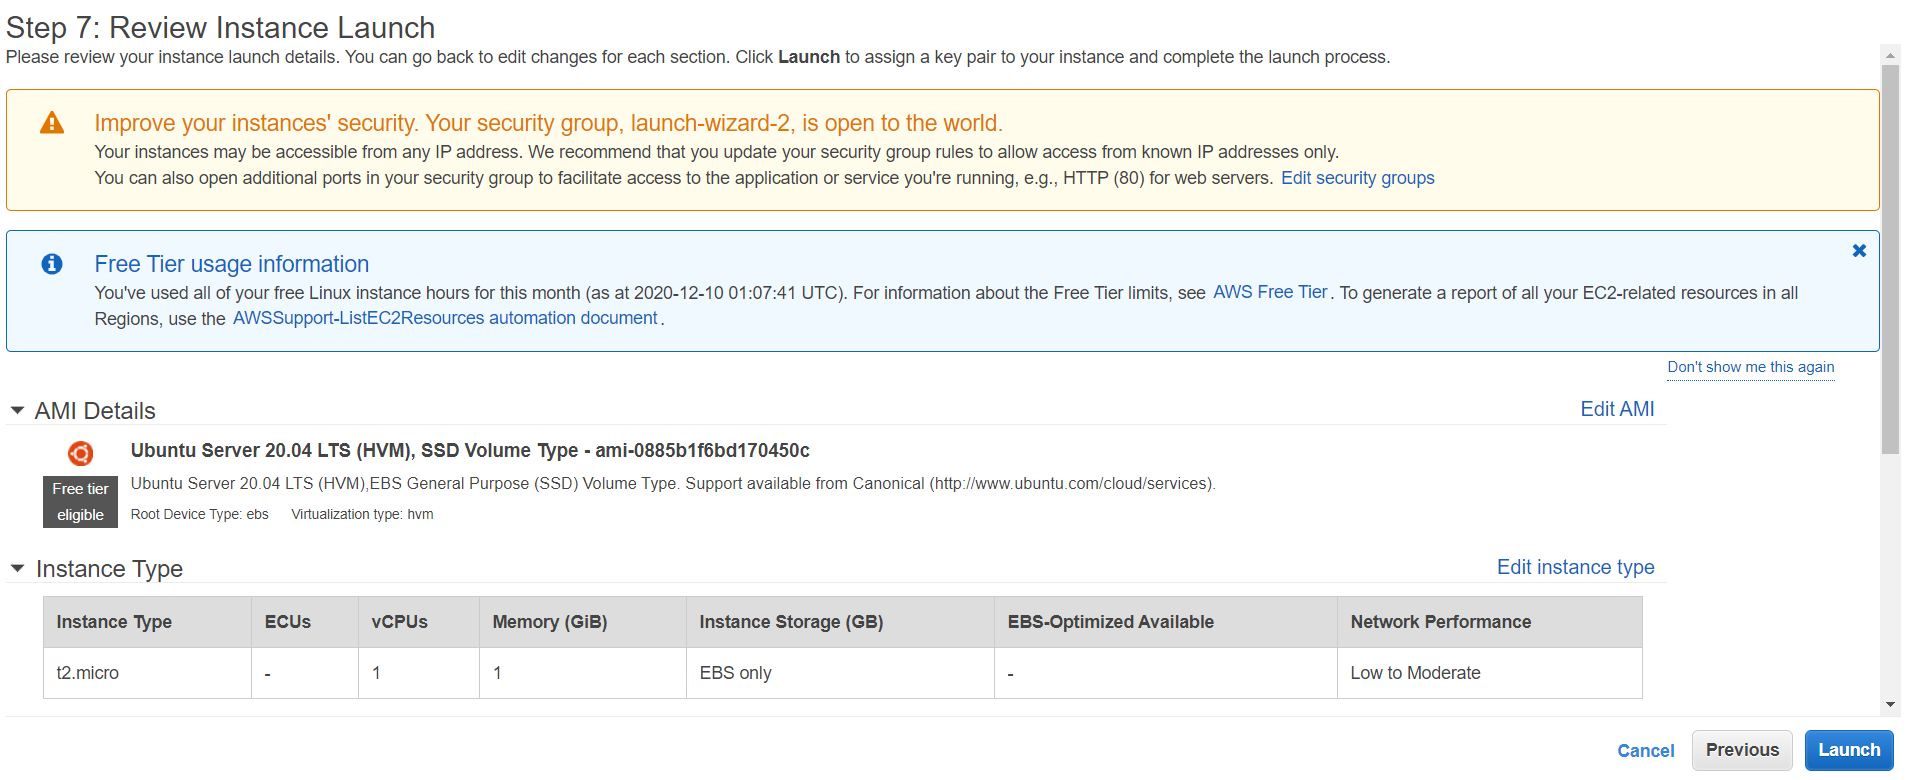 Step 7: Review Instance Launch
Please review your instance launch details. You can go back to edit changes for each section. Click Launch to assign a key pair to your instance and complete the launch process.
Improve your instances' security. Your security group, launch-wizard-2, is open to the world.
Your instances may be accessible from any IP address. We recommend that you update your security group rules to allow access from known IP addresses only.
You can also open additional ports in your security group to facilitate access to the application or service you're running, e.g., HTTP (80) for web servers. Edit security groups
Free Tier usage information
You've used all of your free Linux instance hours for this month (as at 2020-12-10 01:07:41 UTC). For information about the Free Tier limits, see AWS Free Tier. To generate a report of all your EC2-related resources in all
Regions, use the AWSSupport-ListEC2Resources automation document.
Don't show me this again
AMI Details Edit AMI
Ubuntu Server 20.04 LTS (HVM), SSD Volume Type - ami-0885b1f6bd170450c
Free tier
eligible
Ubuntu Server 20.04 LTS (HVM),EBS General Purpose (SSD) Volume Type. Support available from Canonical (http://www.ubuntu.com/cloud/services).
Root Device Type: ebs Virtualization type: hvm
Instance Type Edit instance type
Instance Type ECUs vCPUs Memory (GiB) Instance Storage (GB) EBS-Optimized Available Network Performance
t2.micro - 1 1 EBS only - Low to Moderate
Cancel Previous Launch